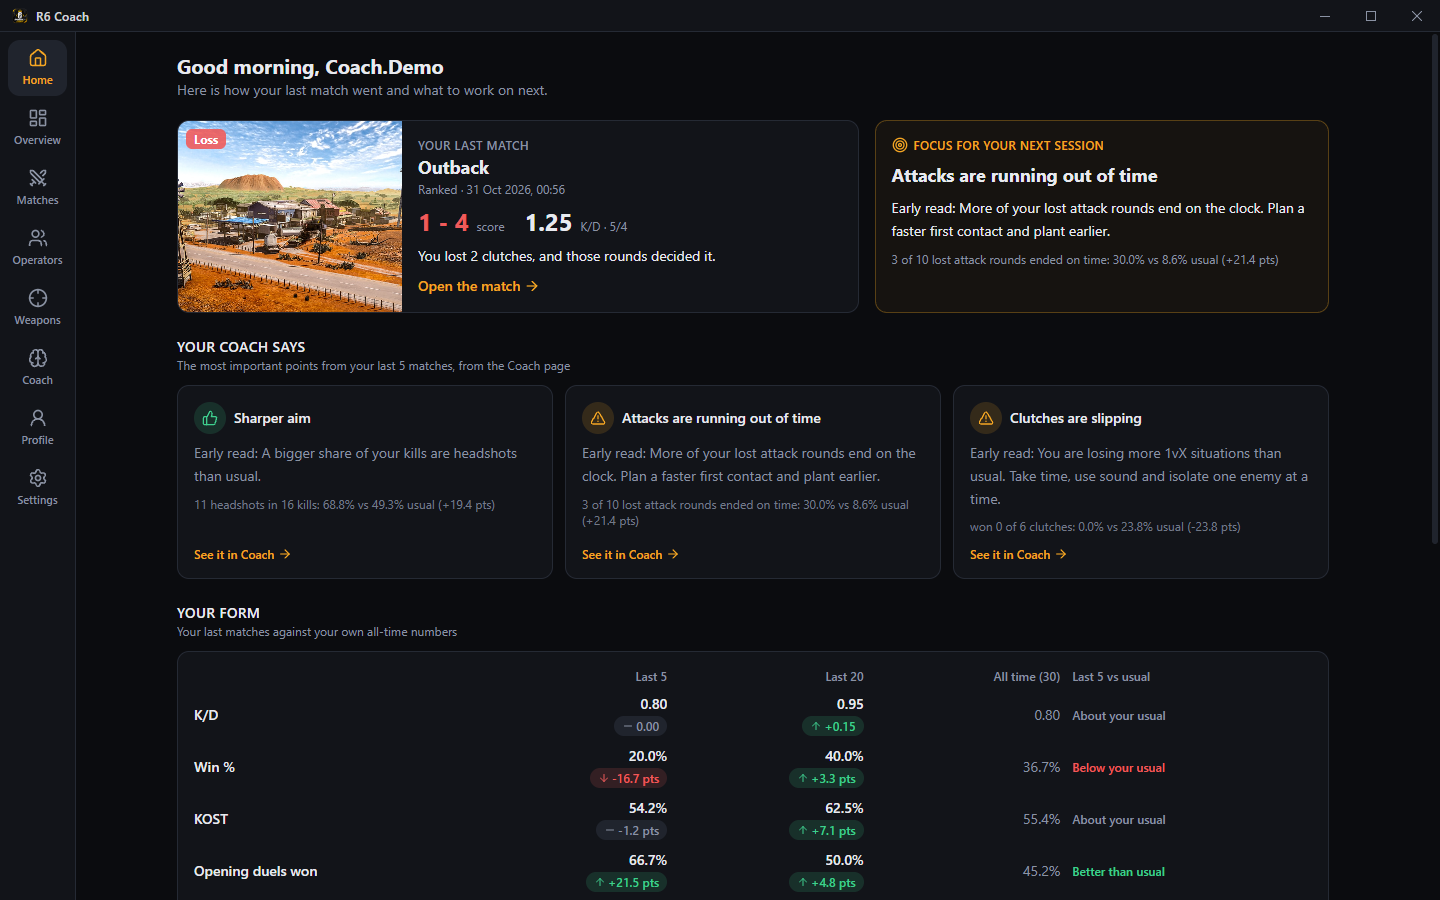 R6 Coach
Home
Overview
Matches
Operators
Weapons
Coach
Profile
Settings
Good morning, Coach.Demo
Here is how your last match went and what to work on next.
Loss
YOUR LAST MATCH
Outback
Ranked · 31 Oct 2026, 00:56
1 - 4 score 1.25 K/D · 5/4
You lost 2 clutches, and those rounds decided it.
Open the match →
FOCUS FOR YOUR NEXT SESSION
Attacks are running out of time
Early read: More of your lost attack rounds end on the clock. Plan a
faster first contact and plant earlier.
3 of 10 lost attack rounds ended on time: 30.0% vs 8.6% usual (+21.4 pts)
YOUR COACH SAYS
The most important points from your last 5 matches, from the Coach page
Sharper aim
Early read: A bigger share of your kills are headshots
than usual.
11 headshots in 16 kills: 68.8% vs 49.3% usual (+19.4 pts)
See it in Coach →
Attacks are running out of time
Early read: More of your lost attack rounds end on the
clock. Plan a faster first contact and plant earlier.
3 of 10 lost attack rounds ended on time: 30.0% vs 8.6% usual
(+21.4 pts)
See it in Coach →
Clutches are slipping
Early read: You are losing more 1vX situations than
usual. Take time, use sound and isolate one enemy at a
time.
won 0 of 6 clutches: 0.0% vs 23.8% usual (-23.8 pts)
See it in Coach →
YOUR FORM
Your last matches against your own all-time numbers
Last 5 Last 20 All time (30) Last 5 vs usual
K/D 0.80 — 0.00 0.95 ↑ +0.15 0.80 About your usual
Win % 20.0% ↓ -16.7 pts 40.0% ↑ +3.3 pts 36.7% Below your usual
KOST 54.2% — -1.2 pts 62.5% ↑ +7.1 pts 55.4% About your usual
Opening duels won 66.7% ↑ +21.5 pts 50.0% ↑ +4.8 pts 45.2% Better than usual